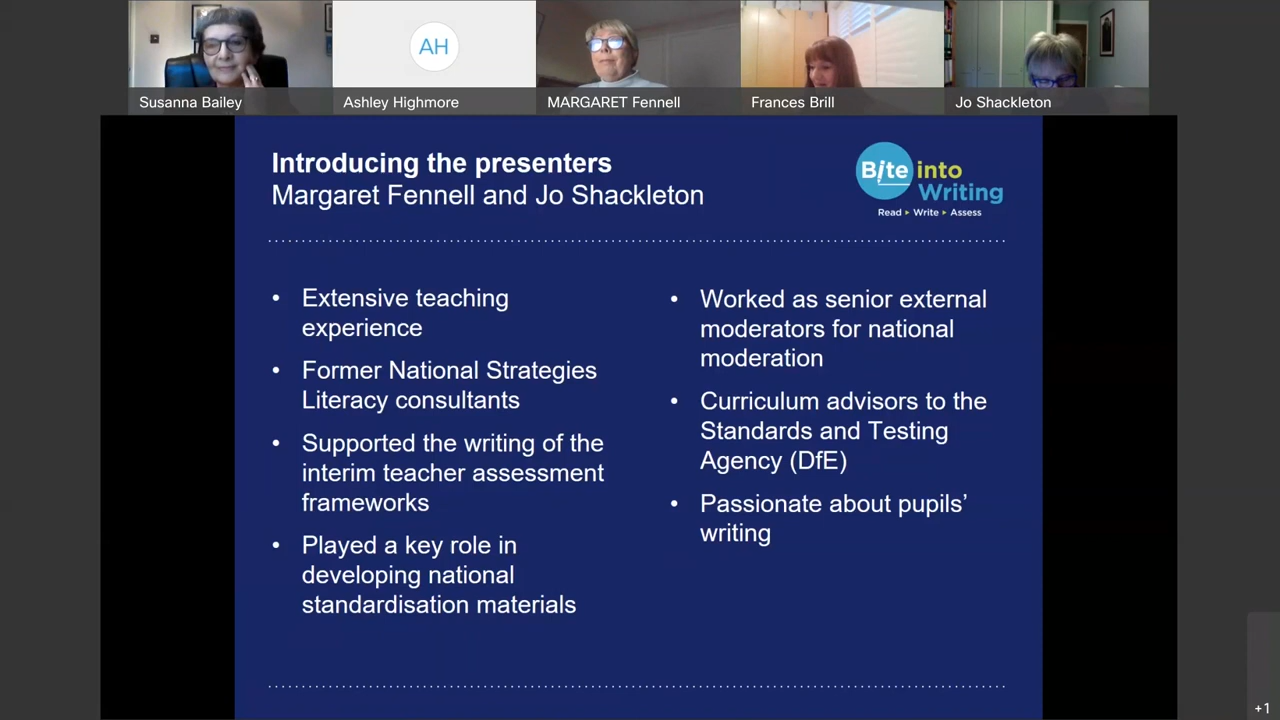 AH
Susanna Bailey
Ashley Highmore
MARGARET Fennell
Frances Brill
Jo Shackleton
Introducing the presenters
Margaret Fennell and Jo Shackleton
Bite into
Writing
Read ▸ Write ▸ Assess
• Extensive teaching
experience
• Former National Strategies
Literacy consultants
• Supported the writing of the
interim teacher assessment
frameworks
• Played a key role in
developing national
standardisation materials
• Worked as senior external
moderators for national
moderation
• Curriculum advisors to the
Standards and Testing
Agency (DfE)
• Passionate about pupils’
writing
+1